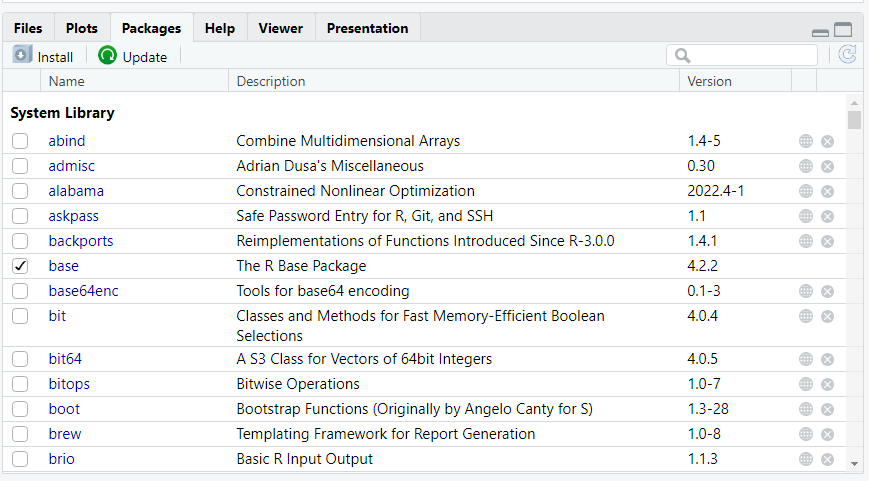 Files Plots Packages Help Viewer Presentation
Install Update
Name Description Version
System Library
abind Combine Multidimensional Arrays 1.4-5
admisc Adrian Dusa's Miscellaneous 0.30
alabama Constrained Nonlinear Optimization 2022.4-1
askpass Safe Password Entry for R, Git, and SSH 1.1
backports Reimplementations of Functions Introduced Since R-3.0.0 1.4.1
base The R Base Package 4.2.2
base64enc Tools for base64 encoding 0.1-3
bit Classes and Methods for Fast Memory-Efficient Boolean 4.0.4
Selections
bit64 A S3 Class for Vectors of 64bit Integers 4.0.5
bitops Bitwise Operations 1.0-7
boot Bootstrap Functions (Originally by Angelo Canty for S) 1.3-28
brew Templating Framework for Report Generation 1.0-8
brio Basic R Input Output 1.1.3